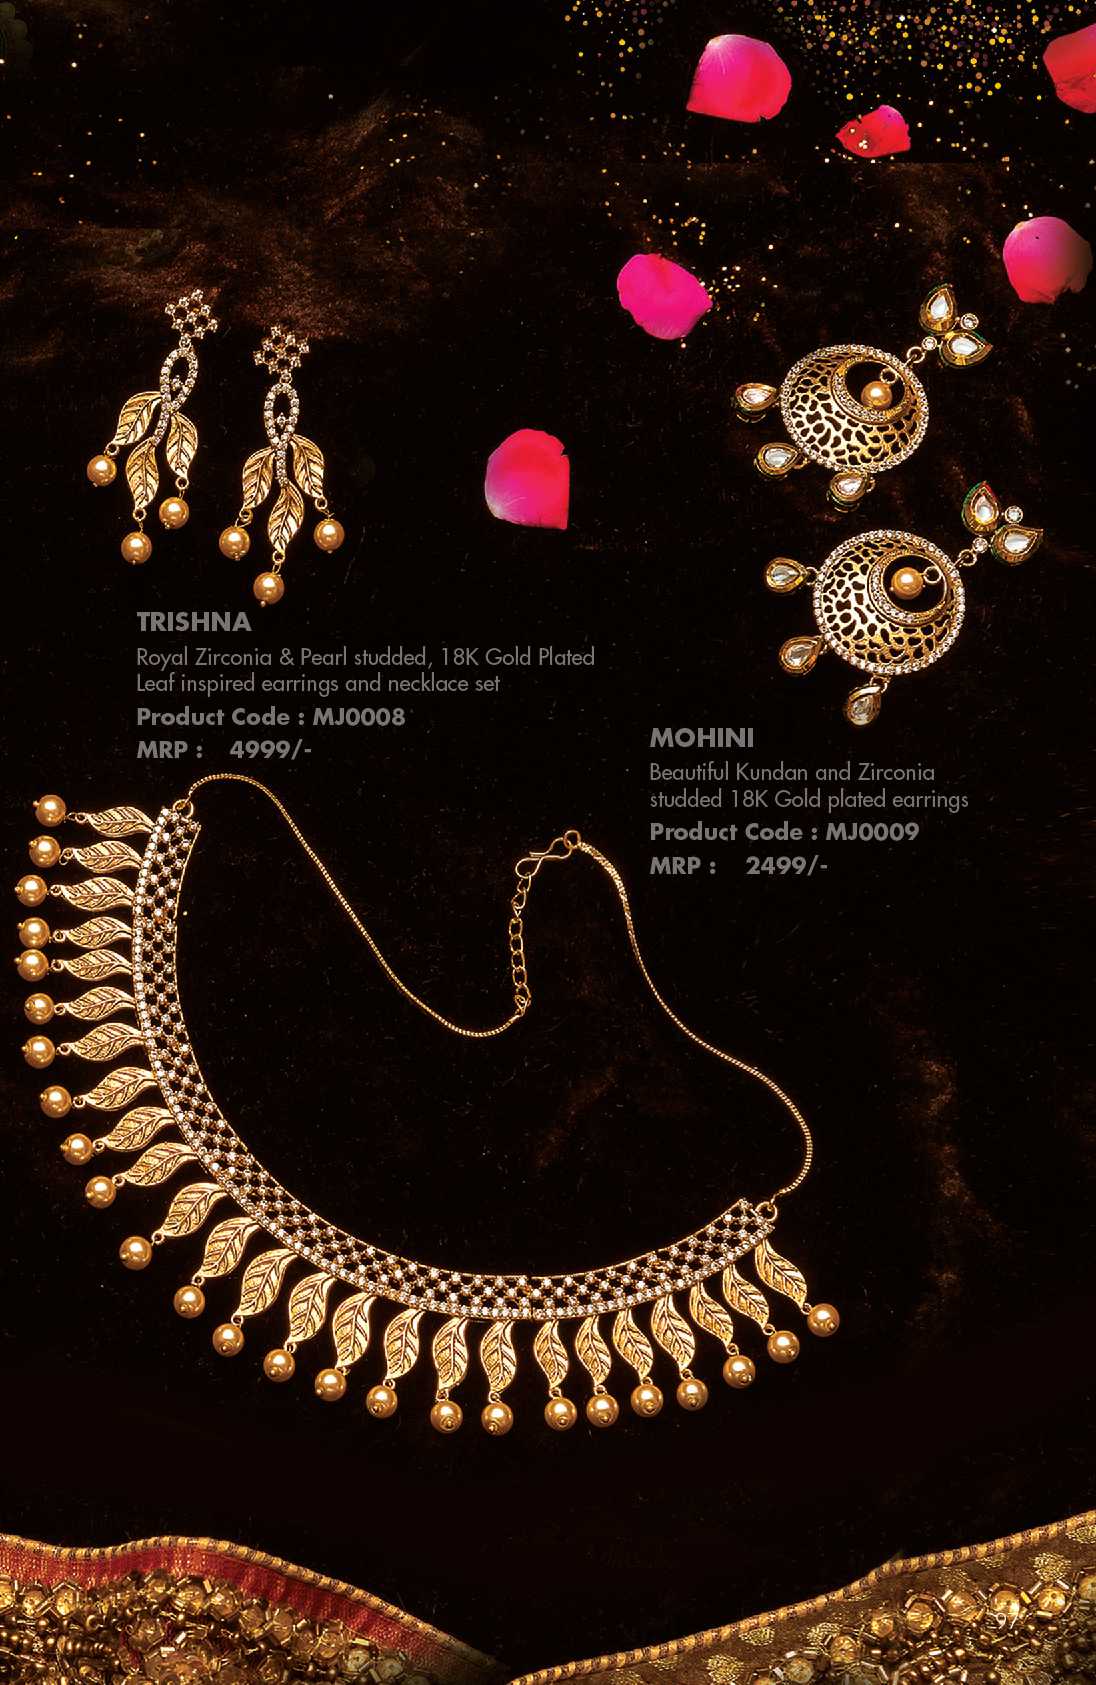 TRISHNA
Royal Zirconia & Pearl studded, 18K Gold Plated
Leaf inspired earrings and necklace set
Product Code : MJ0008
MRP : 4999/-
MOHINI
Beautiful Kundan and Zirconia
studded 18K Gold plated earrings
Product Code : MJ0009
MRP : 2499/-
97